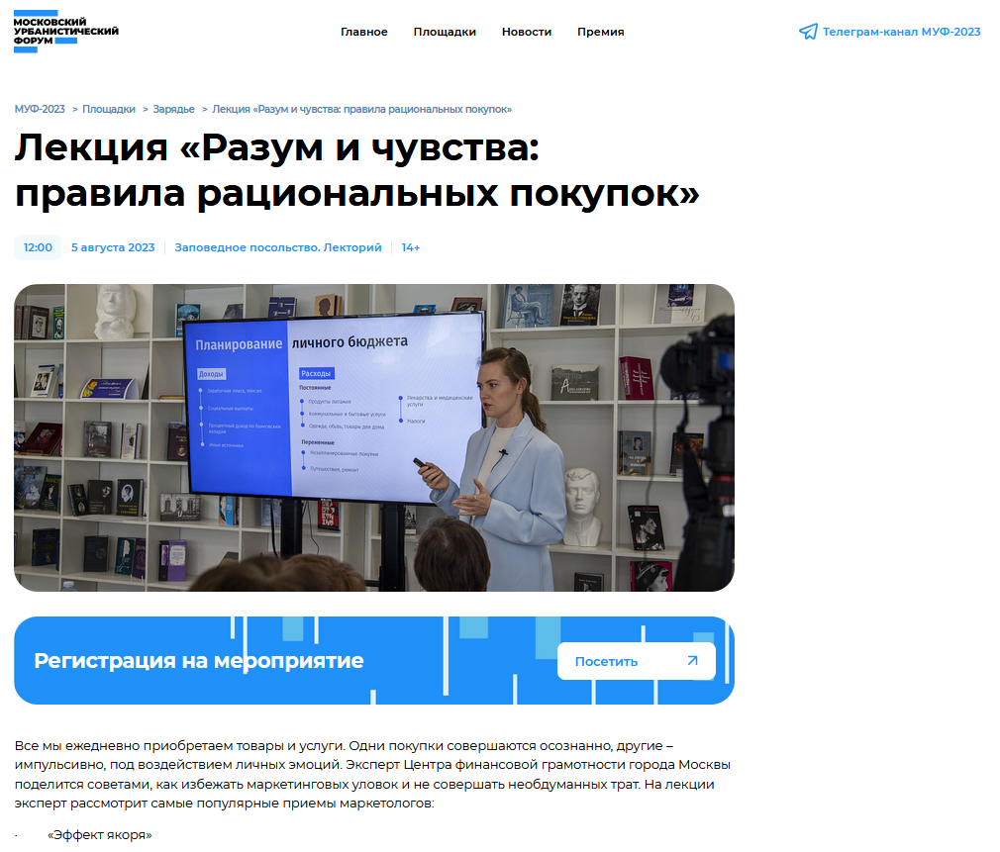 МОСКОВСКИЙ
УРБАНИСТИЧЕСКИЙ
ФОРУМ
Главное Площадки Новости Премия
Телеграм-канал МУФ-2023
МУФ-2023 > Площадки > Зарядье > Лекция «Разум и чувства: правила рациональных покупок»
Лекция «Разум и чувства:
правила рациональных покупок»
12:00 5 августа 2023 Заповедное посольство. Лекторий 14+
Планирование личного бюджета
Доходы
Заработная плата, пенсия
Социальные выплаты
Процентный доход по банковским
вкладам
Иные источники
Расходы
Постоянные
Продукты питания
Коммунальные и бытовые услуги
Одежда, обувь, товары для дома
Лекарства и медицинские
услуги
Налоги
Переменные
Незапланированные покупки
Путешествия, ремонт
Регистрация на мероприятие
Посетить
Все мы ежедневно приобретаем товары и услуги. Одни покупки совершаются осознанно, другие –
импульсивно, под воздействием личных эмоций. Эксперт Центра финансовой грамотности города Москвы
поделится советами, как избежать маркетинговых уловок и не совершать необдуманных трат. На лекции
эксперт рассмотрит самые популярные приемы маркетологов:
· «Эффект якоря»